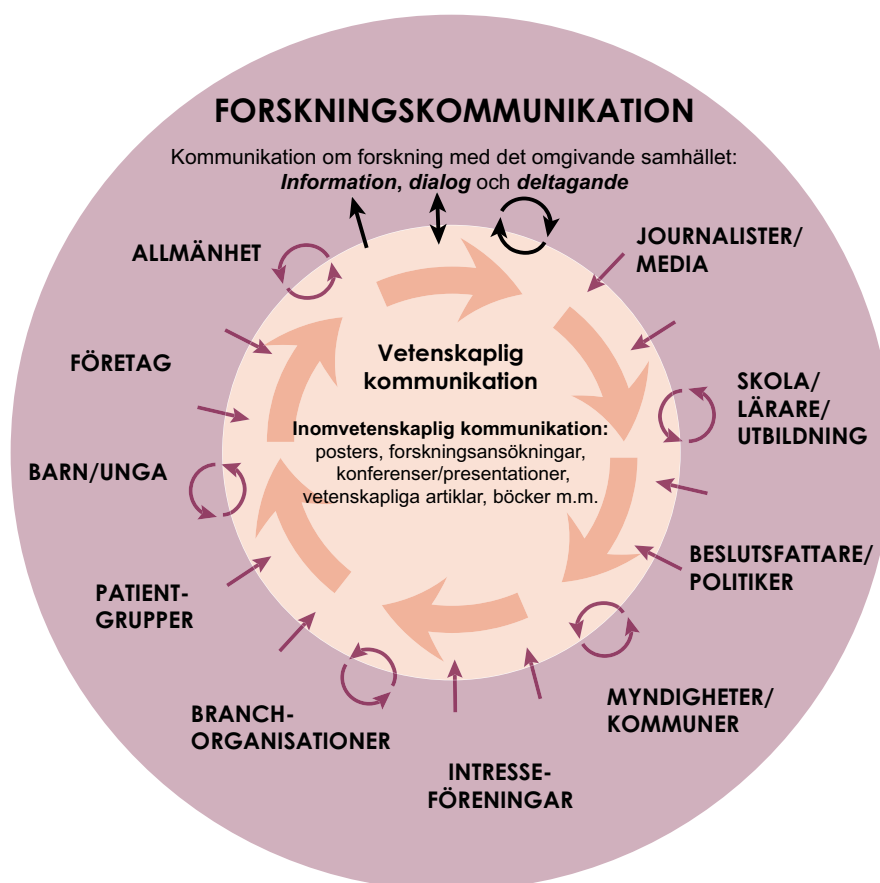 FORSKNINGSKOMMUNIKATION
Kommunikation om forskning med det omgivande samhället:
Information, dialog och deltagande
ALLMÄNHET
JOURNALISTER/
MEDIA
FÖRETAG
SKOLA/
LÄRARE/
UTBILDNING
Vetenskaplig
kommunikation
Inomvetenskaplig kommunikation:
posters, forskningsansökningar,
konferenser/presentationer,
vetenskapliga artiklar, böcker m.m.
BARN/UNGA
BESLUTSFATTARE/
POLITIKER
PATIENT-
GRUPPER
MYNDIGHETER/
KOMMUNER
BRANCH-
ORGANISATIONER
INTRESSE-
FÖRENINGAR